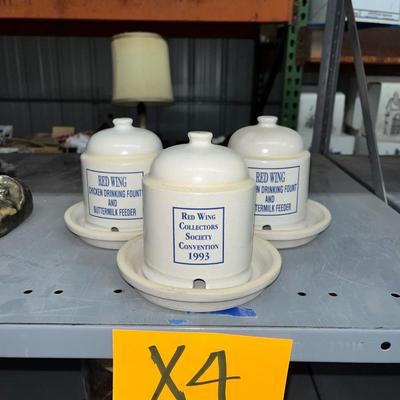 RED WING
CHICKEN DRINKING FOUNT
AND
BUTTERMILK FEEDER
RED WING
COLLECTORS
SOCIETY
CONVENTION
1993
RED WING
DRINKING FOUNT
AND
BUTTERMILK FEEDER
X4